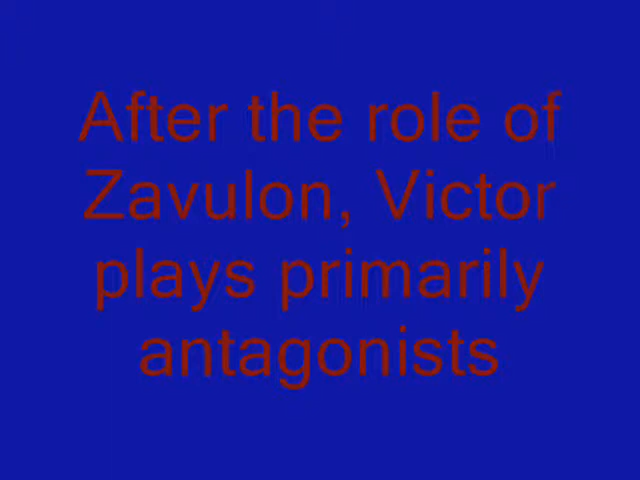 After the role of
Zavulon, Victor
plays primarily
antagonists